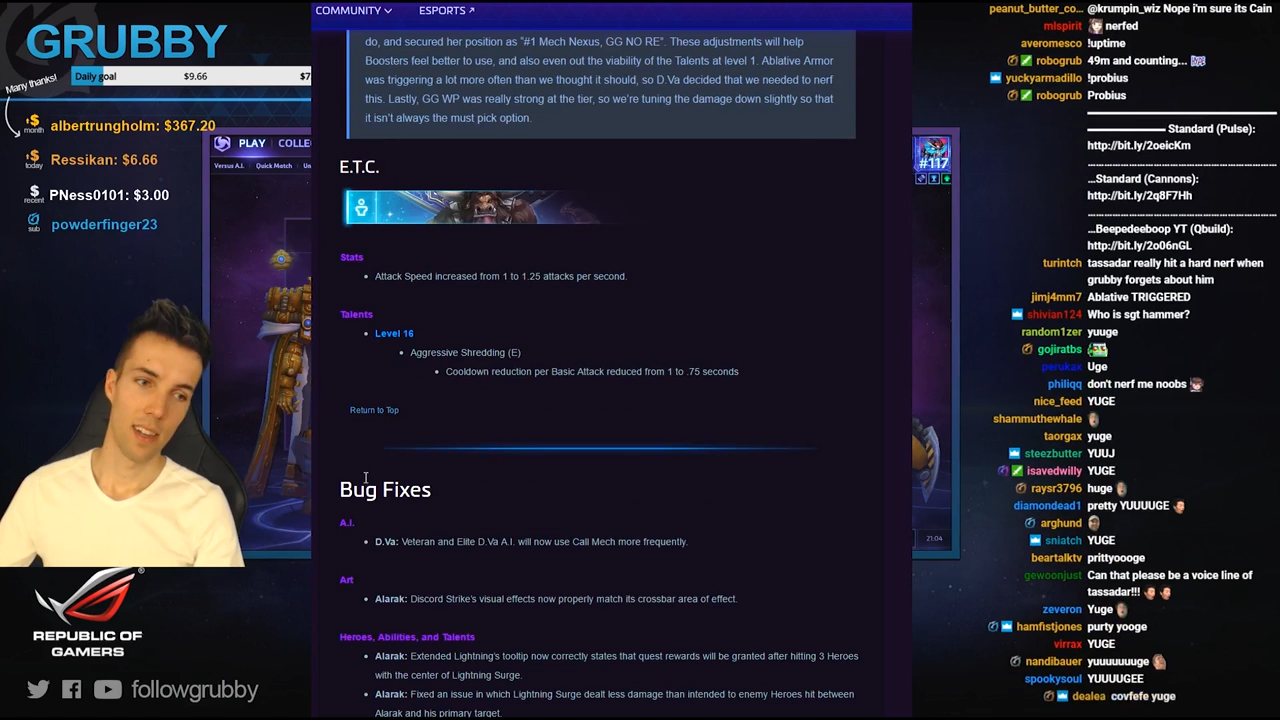 GRUBBY
Many thanks!
Daily goal
$9.66
$7
month
albertrungholm: $367.20
today
Ressikan: $6.66
recent
PNess0101: $3.00
sub
powderfinger23
REPUBLIC OF
GAMERS
followgrubby
PLAY
COLLE
Versus A.I.
Quick Match
Un
COMMUNITY
ESPORTS
do, and secured her position as “#1 Mech Nexus, GG NO RE”. These adjustments will help
Boosters feel better to use, and also even out the viability of the Talents at level 1. Ablative Armor
was triggering a lot more often than we thought it should, so D.Va decided that we needed to nerf
this. Lastly, GG WP was really strong at the tier, so we’re tuning the damage down slightly so that
it isn’t always the must pick option.
E.T.C.
Stats
Attack Speed increased from 1 to 1.25 attacks per second.
Talents
Level 16
Aggressive Shredding (E)
Cooldown reduction per Basic Attack reduced from 1 to .75 seconds
Return to Top
Bug Fixes
A.I.
D.Va: Veteran and Elite D.Va A.I. will now use Call Mech more frequently.
Art
Alarak: Discord Strike’s visual effects now properly match its crossbar area of effect.
Heroes, Abilities, and Talents
Alarak: Extended Lightning’s tooltip now correctly states that quest rewards will be granted after hitting 3 Heroes
with the center of Lightning Surge.
Alarak: Fixed an issue in which Lightning Surge dealt less damage than intended to enemy Heroes hit between
Alarak and his primary target.
#117
21:04
peanut_butter_co... @krumpin_wiz Nope i'm sure its Cain
mlspirit nerfed
averomesco !uptime
robogrub 49m and counting...
yuckyarmadillo !probius
robogrub Probius
Standard (Pulse):
http://bit.ly/2oeicKm
...Standard (Cannons):
http://bit.ly/2q8F7Hh
...Beepedeeboop YT (Qbuild):
http://bit.ly/2o06nGL
turintch tassadar really hit a hard nerf when
grubby forgets about him
jimj4mm7 Ablative TRIGGERED
shivian124 Who is sgt hammer?
random1zer yuuge
gojiratbs
perukax Uge
philiqq don't nerf me noobs
nice_feed YUGE
shammuthewhale
taorgax yuge
steezbutter YUUJ
isavedwilly YUGE
raysr3796 huge
diamondead1 pretty YUUUUGE
arghund
sniatch YUGE
beartalktv prittyoooge
gewoonjust Can that please be a voice line of
tassadar!!!
zeveron Yuge
hamfistjones purty yooge
virrax YUGE
nandibauer yuuuuuuuge
spookysoul YUUUUGEE
dealea covfefe yuge